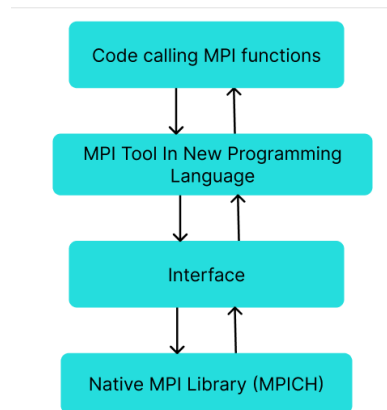 Code calling MPI functions
MPI Tool In New Programming
Language
Interface
Native MPI Library (MPICH)